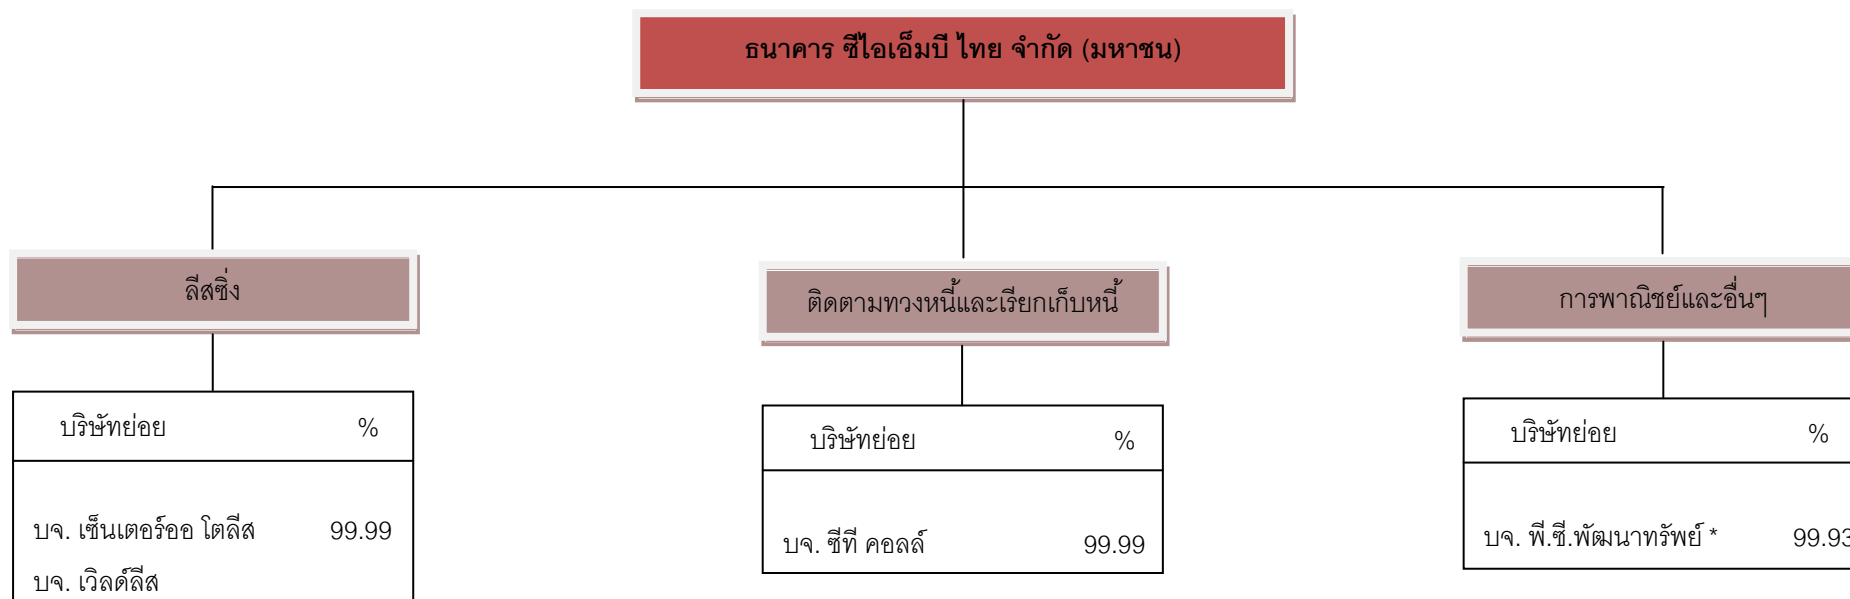 ธนาคาร ซีไอเอ็มบี ไทย จำกัด (มหาชน)
ลีสซิ่ง
ติดตามทวงหนี้และเรียกเก็บหนี้
การพาณิชย์และอื่นๆ
บริษัทย่อย %
บจ. เซ็นเตอร์ออ โตลีส 99.99
บจ. เวิลด์ลีส
บริษัทย่อย %
บจ. ซีที คอลล์ 99.99
บริษัทย่อย %
บจ. พี.ซี.พัฒนาทรัพย์ * 99.93